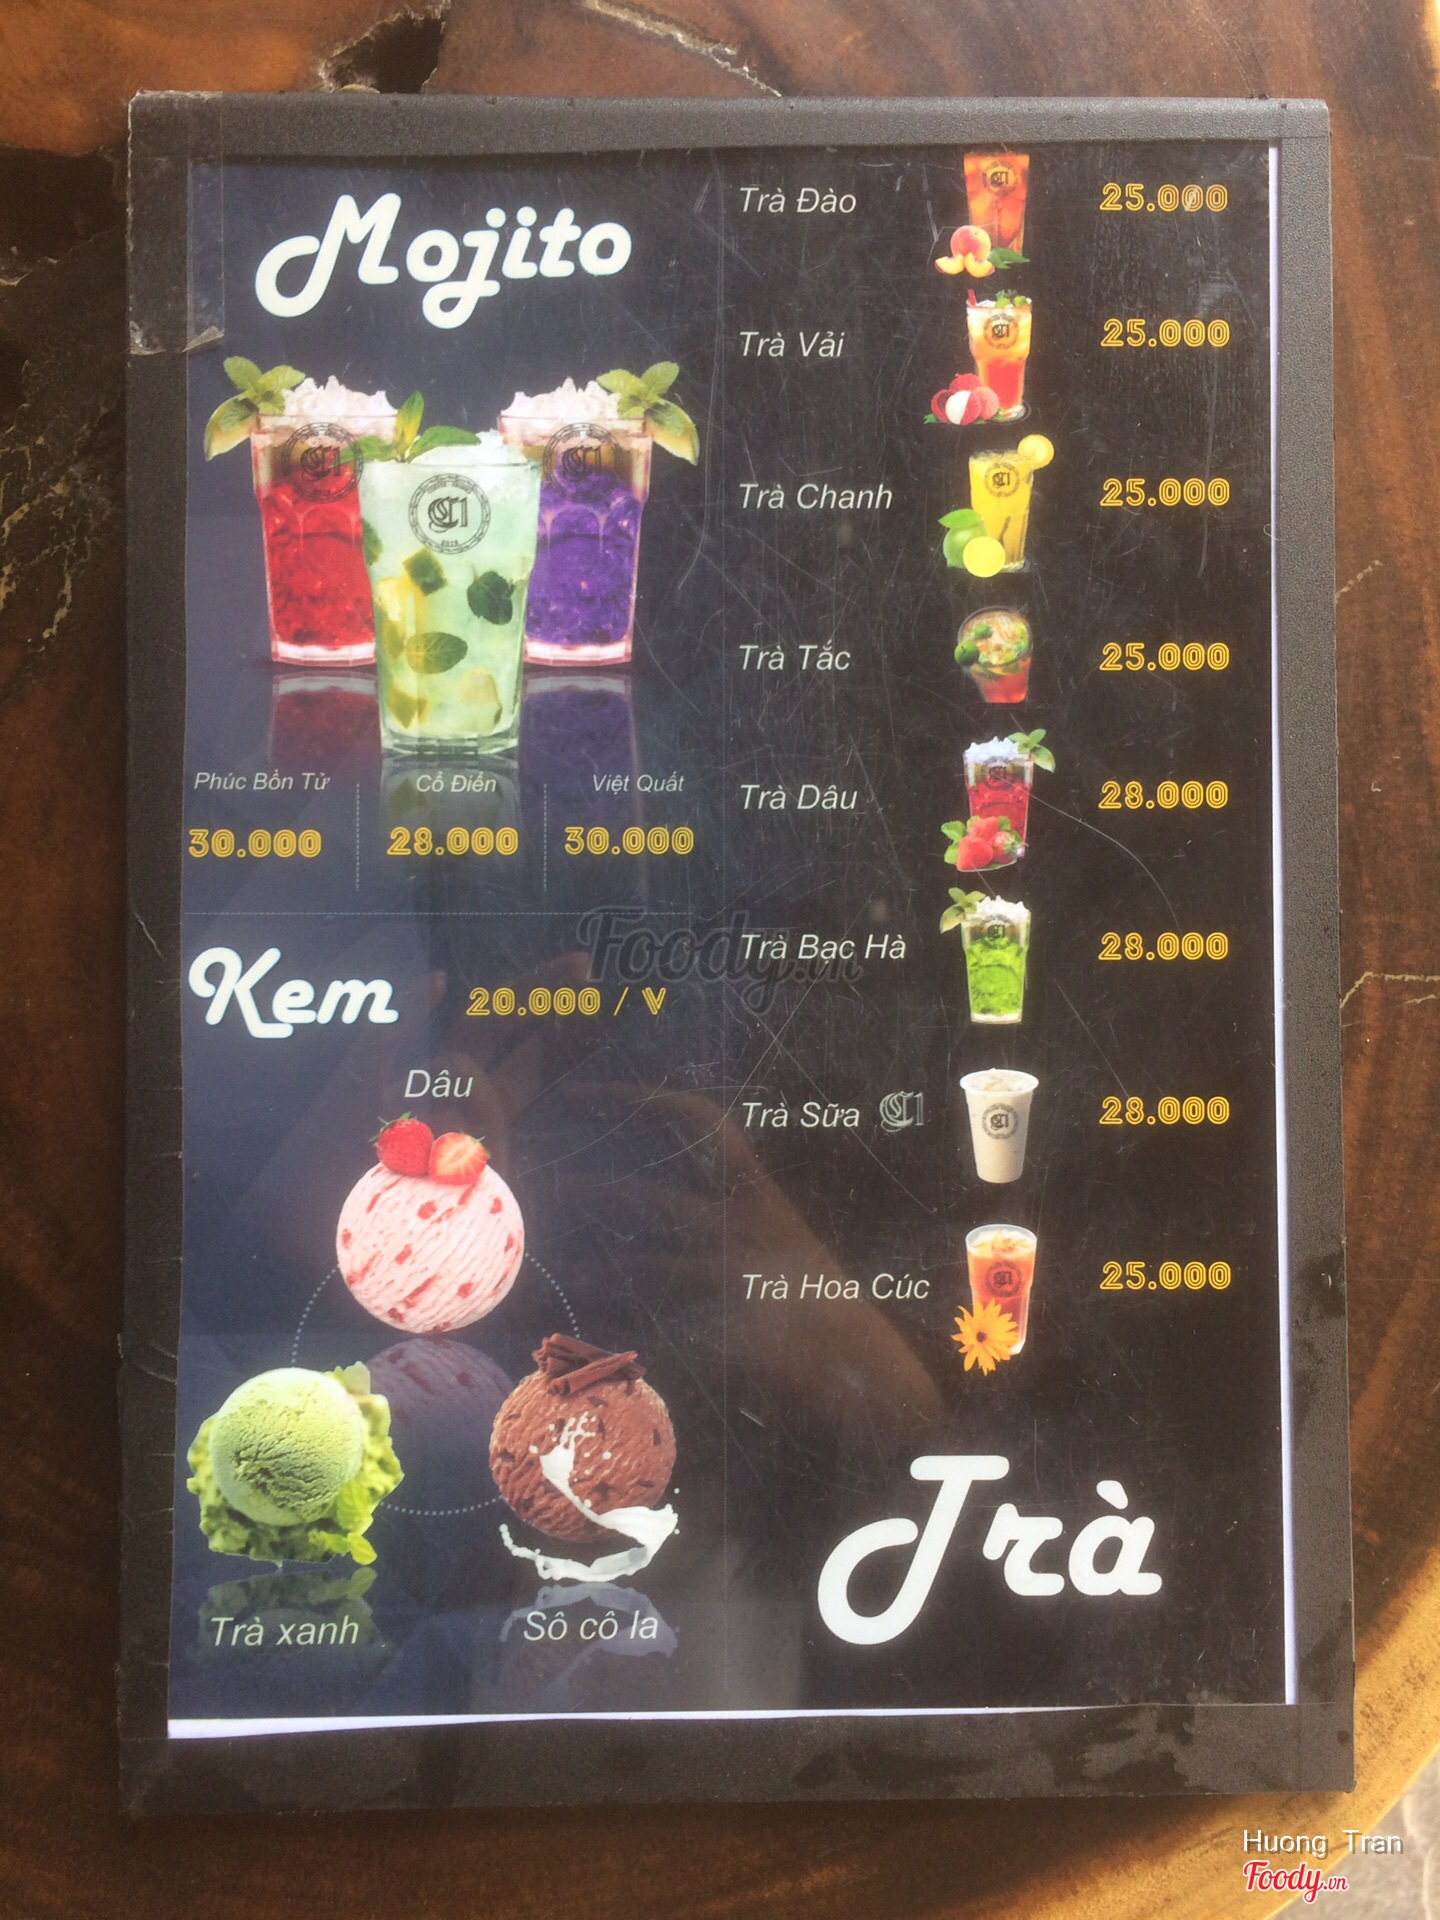 Mojito
Phúc Bồn Tử
30.000
Cổ Điển
28.000
Việt Quất
30.000
Kem 20.000 / V
Dâu
Trà xanh
Sô cô la
Trà Đào 25.000
Trà Vải 25.000
Trà Chanh 25.000
Trà Tắc 25.000
Trà Dâu 28.000
Trà Bạc Hà 28.000
Trà Sữa C1 28.000
Trà Hoa Cúc 25.000
Trà
Foody.vn
Huong Tran
Foody.vn